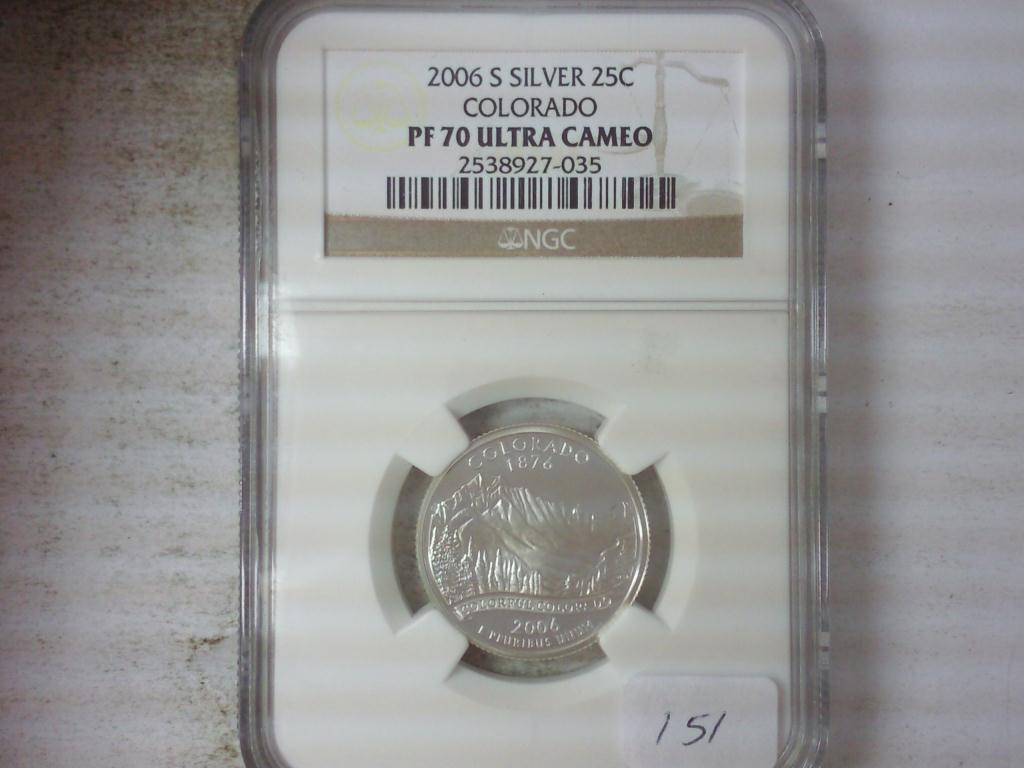 2006 S SILVER 25C
COLORADO
PF 70 ULTRA CAMEO
2538927-035
NGC
COLORADO
1876
COLORFUL COLORADO
2006
E PLURIBUS UNUM
151